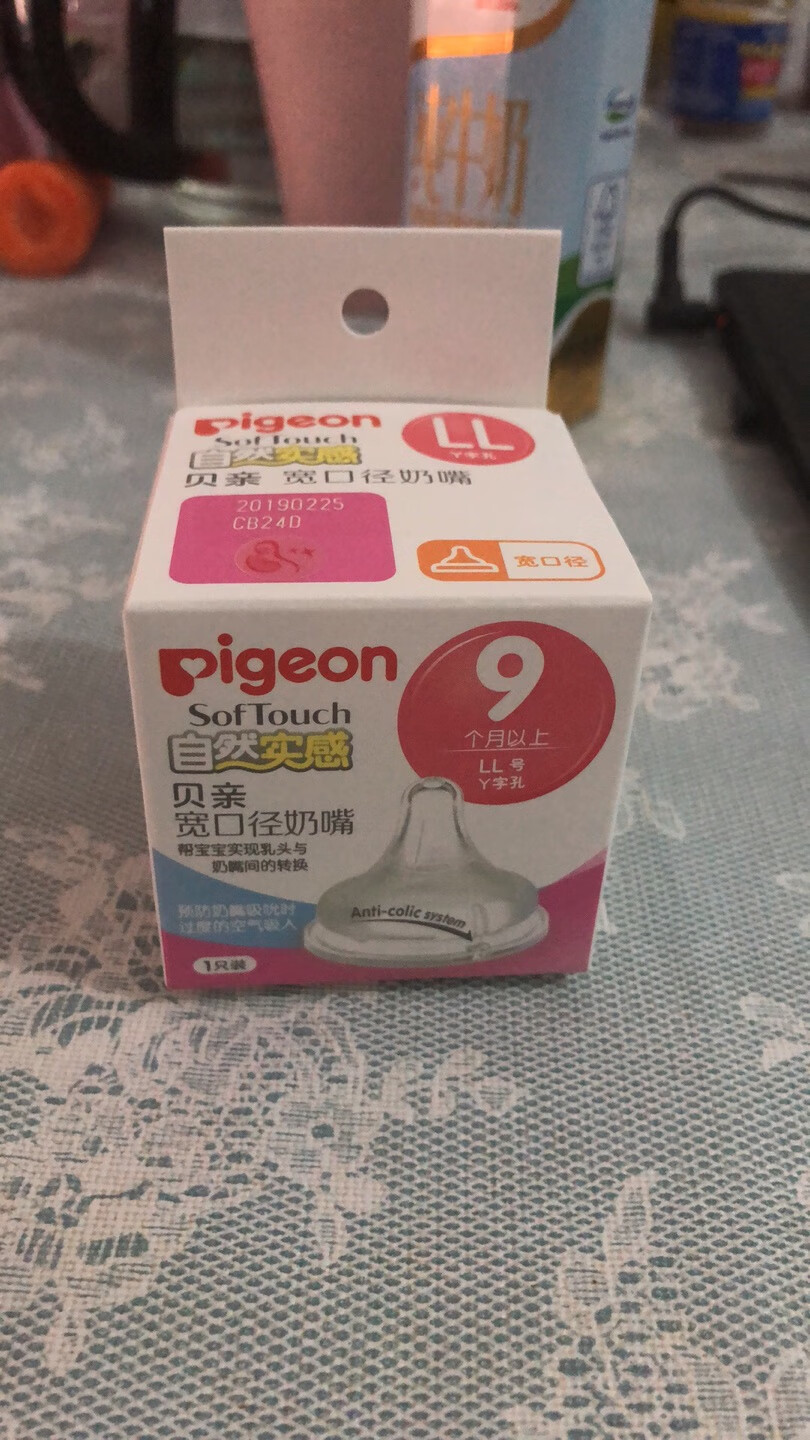 牛奶
Pigeon
SofTouch
自然实感
贝亲 宽口径奶嘴
LL
Y字孔
20190225
CB24D
宽口径
Pigeon
SofTouch
自然实感
贝亲
宽口径奶嘴
帮宝宝实现乳头与
奶嘴间的转换
预防奶嘴吸吮时
过度的空气吸入
1只装
9
个月以上
LL 号
Y字孔
Anti-colic system